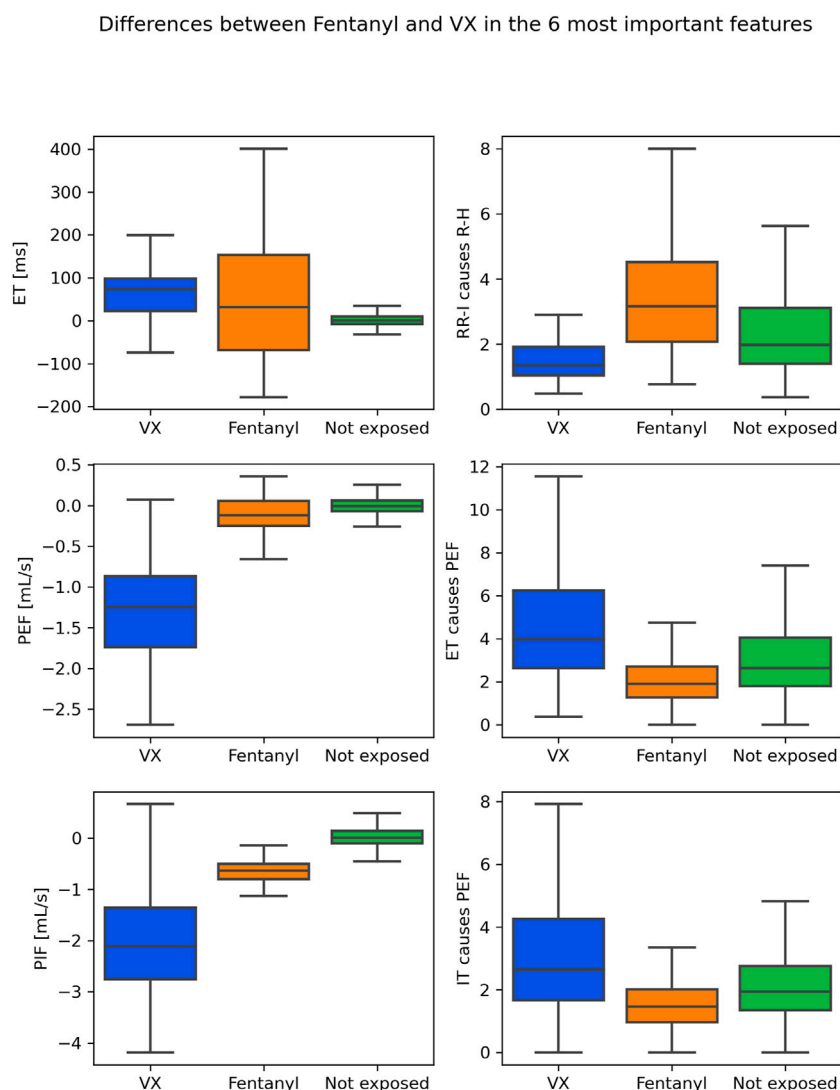 Differences between Fentanyl and VX in the 6 most important features
ET [ms]
400
300
200
100
0
−100
−200
VX Fentanyl Not exposed
RR-I causes R-H
8
6
4
2
0
VX Fentanyl Not exposed
PEF [mL/s]
0.5
0.0
−0.5
−1.0
−1.5
−2.0
−2.5
VX Fentanyl Not exposed
ET causes PEF
12
10
8
6
4
2
0
VX Fentanyl Not exposed
PIF [mL/s]
0
−1
−2
−3
−4
VX Fentanyl Not exposed
IT causes PEF
8
6
4
2
0
VX Fentanyl Not exposed